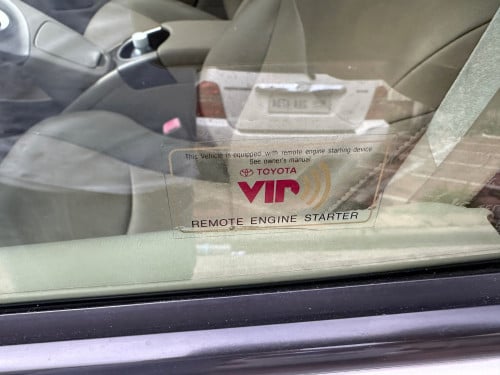 This Vehicle is equipped with remote engine starting device
See owner's manual
TOYOTA
VIP
REMOTE ENGINE STARTER